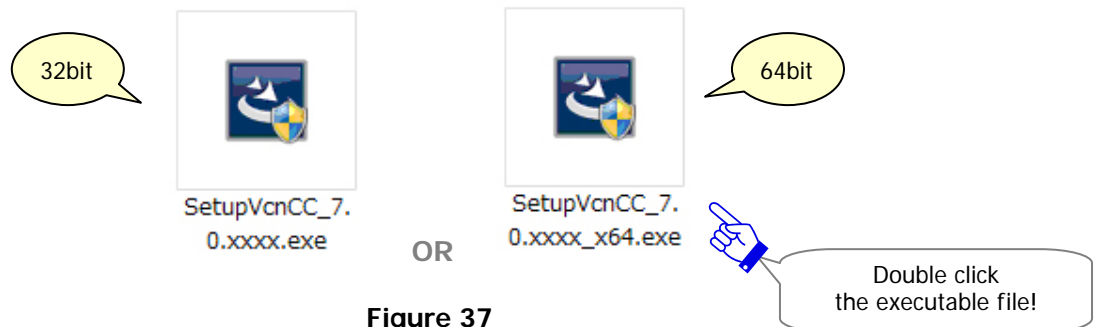 32bit
64bit
SetupVcnCC_7.
0.xxxx.exe
OR
SetupVcnCC_7.
0.xxxx_x64.exe
Double click
the executable file!
Figure 37